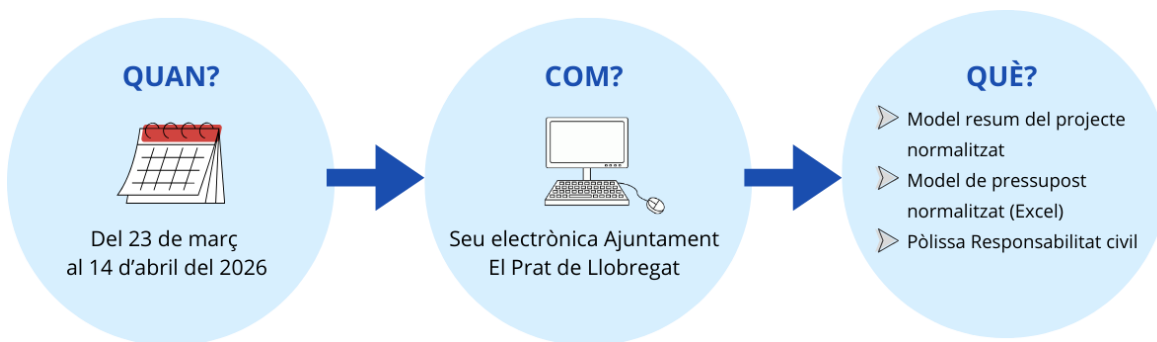 QUAN?
Del 23 de març
al 14 d’abril del 2026
COM?
Seu electrònica Ajuntament
El Prat de Llobregat
QUÈ?
Model resum del projecte
normalitzat
Model de pressupost
normalitzat (Excel)
Pòlissa Responsabilitat civil